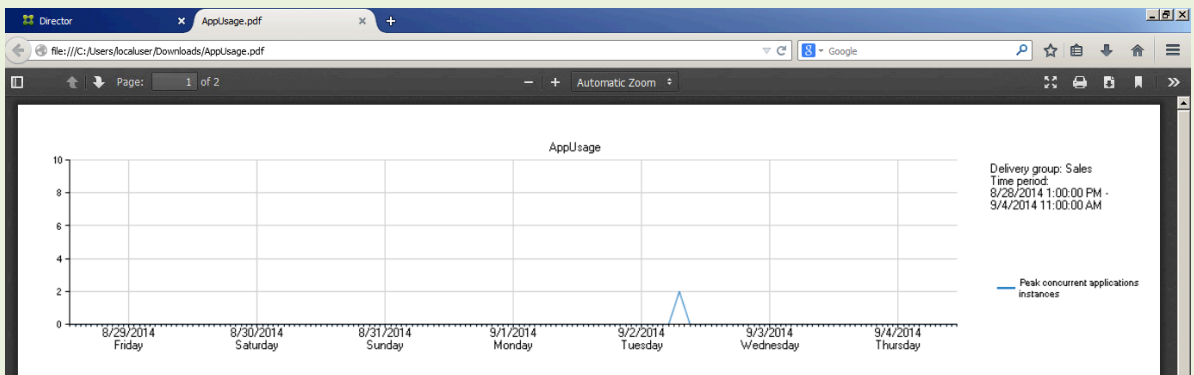 Director
AppUsage.pdf
file:///C:/Users/localuser/Downloads/AppUsage.pdf
Google
Page: 1 of 2
Automatic Zoom
AppUsage
10
8
6
4
2
0
8/29/2014 8/30/2014 8/31/2014 9/1/2014 9/2/2014 9/3/2014 9/4/2014
Friday Saturday Sunday Monday Tuesday Wednesday Thursday
Delivery group: Sales
Time period:
8/28/2014 1:00:00 PM -
9/4/2014 11:00:00 AM
Peak concurrent applications
instances